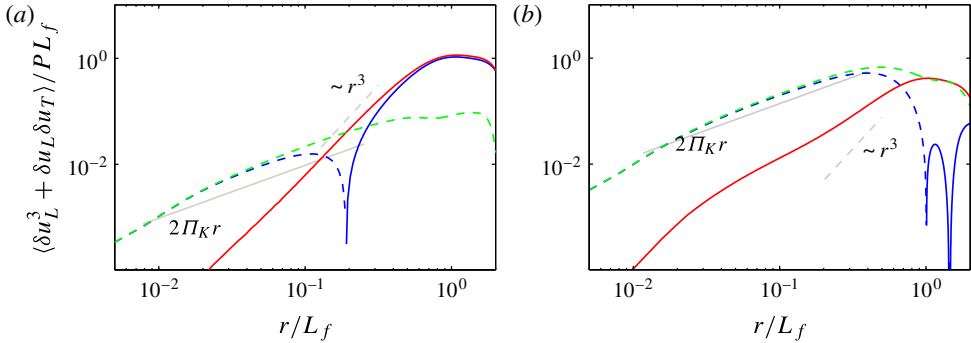 (a)
(b)
⟨δu_L^3 + δu_L δu_T⟩/PL_f
10^0
10^−2
~ r^3
2Π_K r
10^−2
10^−1
10^0
r/L_f
10^0
10^−2
2Π_K r
~ r^3
10^−2
10^−1
10^0
r/L_f